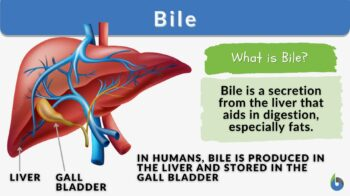 Bile
What is Bile?
Bile is a secretion
from the liver that
aids in digestion,
especially fats.
LIVER
GALL
BLADDER
IN HUMANS, BILE IS PRODUCED IN
THE LIVER AND STORED IN THE
GALL BLADDER